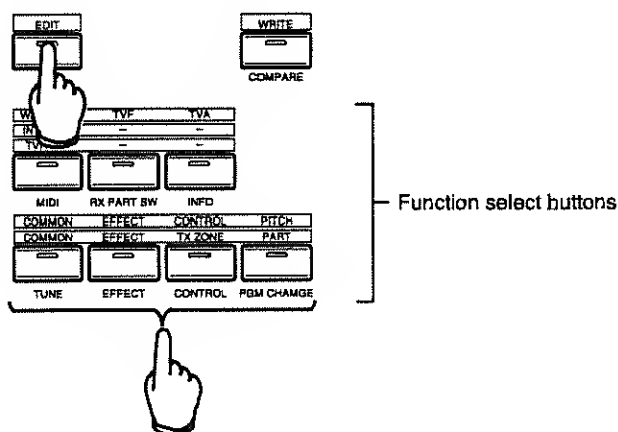 EDIT WRITE
COMPARE
TVF TVA
– –
– –
MIDI RX PART SW INFO
Function select buttons
COMMON EFFECT CONTROL PITCH
COMMON EFFECT TX ZONE PART
TUNE EFFECT CONTROL PGM CHAMGE